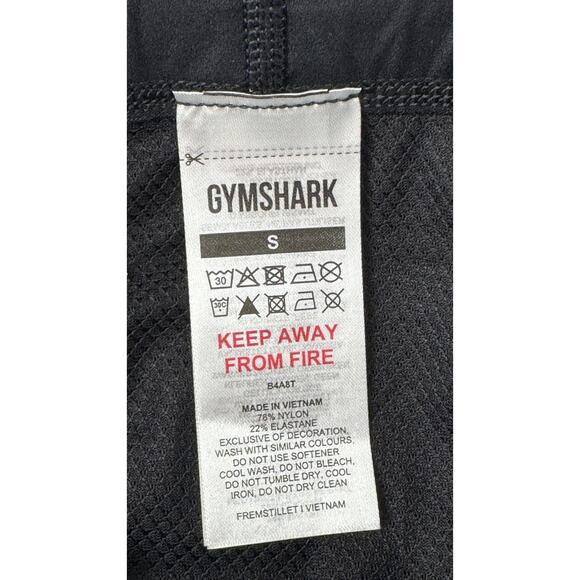 GYMSHARK
S
30
30C
KEEP AWAY
FROM FIRE
B4A8T
MADE IN VIETNAM
78% NYLON
22% ELASTANE
EXCLUSIVE OF DECORATION,
WASH WITH SIMILAR COLOURS,
DO NOT USE SOFTENER
COOL WASH, DO NOT BLEACH,
DO NOT TUMBLE DRY, COOL
IRON, DO NOT DRY CLEAN
FREMSTILLET I VIETNAM